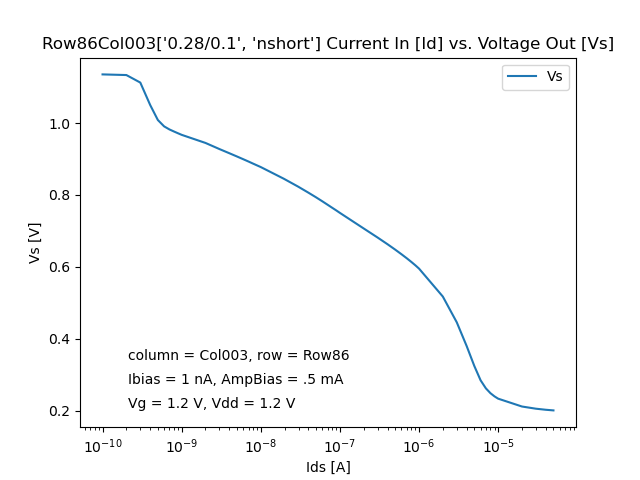 Row86Col003['0.28/0.1', 'nshort'] Current In [Id] vs. Voltage Out [Vs]
Vs
1.0
0.8
0.6
0.4
0.2
Vs [V]
column = Col003, row = Row86
Ibias = 1 nA, AmpBias = .5 mA
Vg = 1.2 V, Vdd = 1.2 V
10⁻¹⁰ 10⁻⁹ 10⁻⁸ 10⁻⁷ 10⁻⁶ 10⁻⁵
Ids [A]